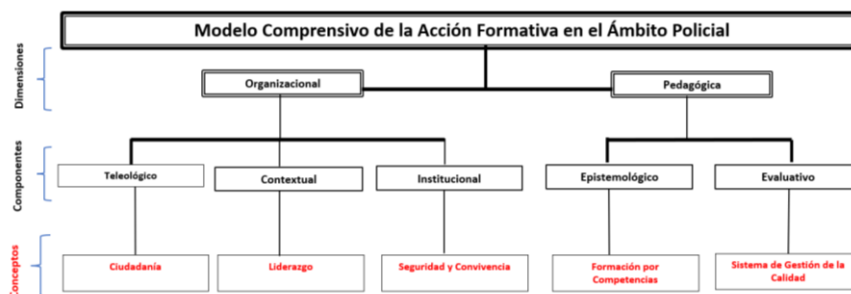 Modelo Comprensivo de la Acción Formativa en el Ámbito Policial
Dimensiones
Organizacional
Pedagógica
Componentes
Teleológico
Contextual
Institucional
Epistemológico
Evaluativo
Conceptos
Ciudadanía
Liderazgo
Seguridad y Convivencia
Formación por
Competencias
Sistema de Gestión de la
Calidad